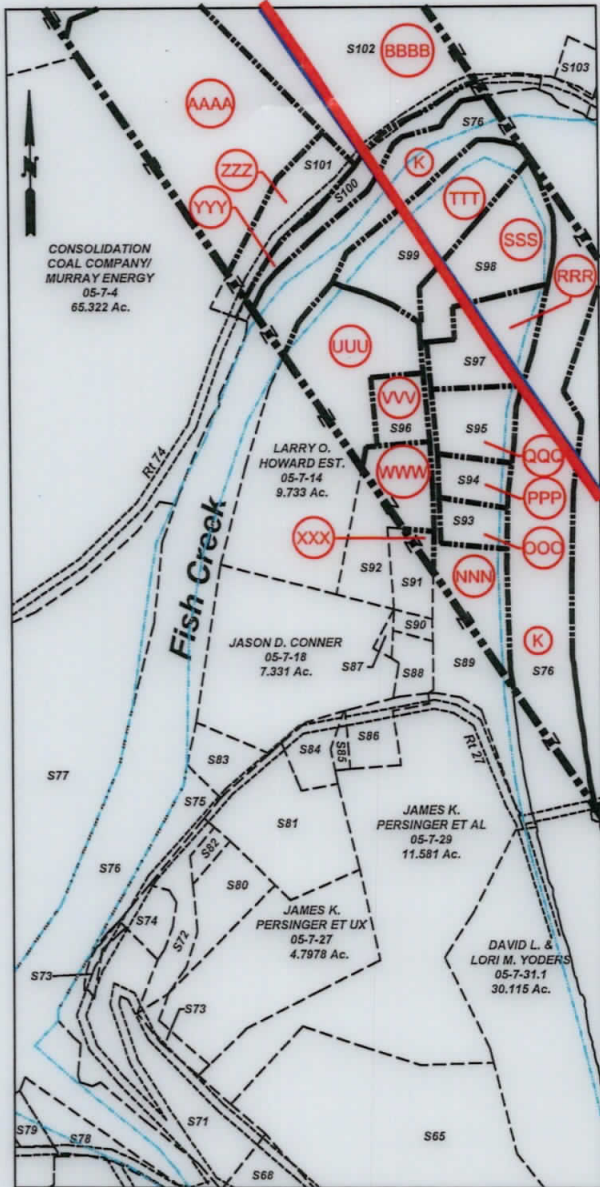 S102
BBBB
S103
AAAA
S76
K
ZZZ
S101
TTT
S100
YYY
SSS
S99
S98
RRR
N
CONSOLIDATION
COAL COMPANY/
MURRAY ENERGY
05-7-4
65.322 Ac.
UUU
S97
VVV
S96
S95
QQQ
LARRY O.
HOWARD EST.
05-7-14
9.733 Ac.
WWW
S94
PPP
Rt 74
S93
OOO
XXX
Fish Creek
S92
S91
NNN
S90
K
JASON D. CONNER
05-7-18
7.331 Ac.
S87
S88
S89
S76
S83
S84
S85
S86
Rt 27
S77
S75
S81
JAMES K.
PERSINGER ET AL
05-7-29
11.581 Ac.
S76
S82
S80
S74
S72
JAMES K.
PERSINGER ET UX
05-7-27
4.7978 Ac.
DAVID L. &
LORI M. YODERS
05-7-31.1
30.115 Ac.
S73
S73
S71
S65
S79
S78
S68